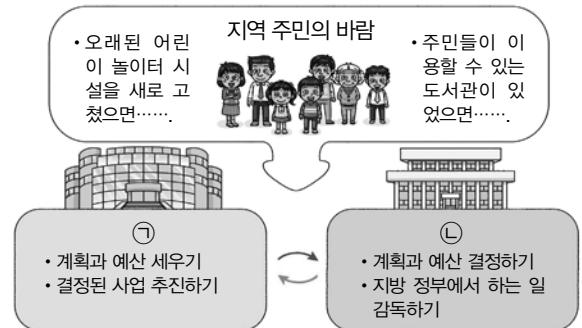 지역 주민의 바람
• 오래된 어린
이 놀이터 시
설을 새로 고
쳤으면…….
• 주민들이 이
용할 수 있는
도서관이 있
었으면…….
㉠
• 계획과 예산 세우기
• 결정된 사업 추진하기
㉡
• 계획과 예산 결정하기
• 지방 정부에서 하는 일
감독하기